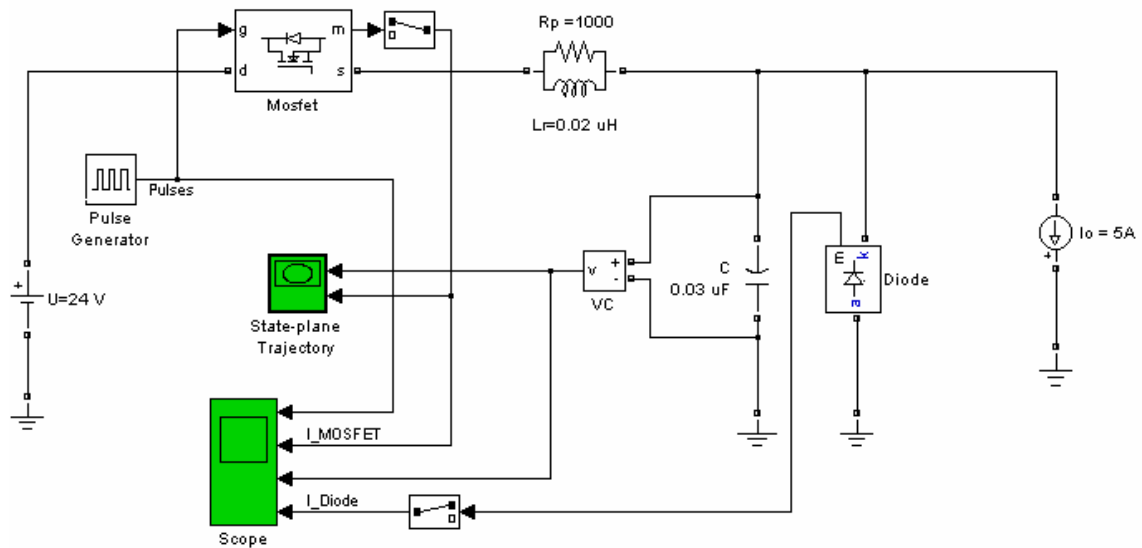 Rp =1000
g
m
d
s
Mosfet
Lr=0.02 uH
Pulses
Pulse
Generator
+
U=24 V
v
+
-
VC
C
0.03 uF
m
k
a
Diode
Io = 5A
+
State-plane
Trajectory
I_MOSFET
I_Diode
Scope